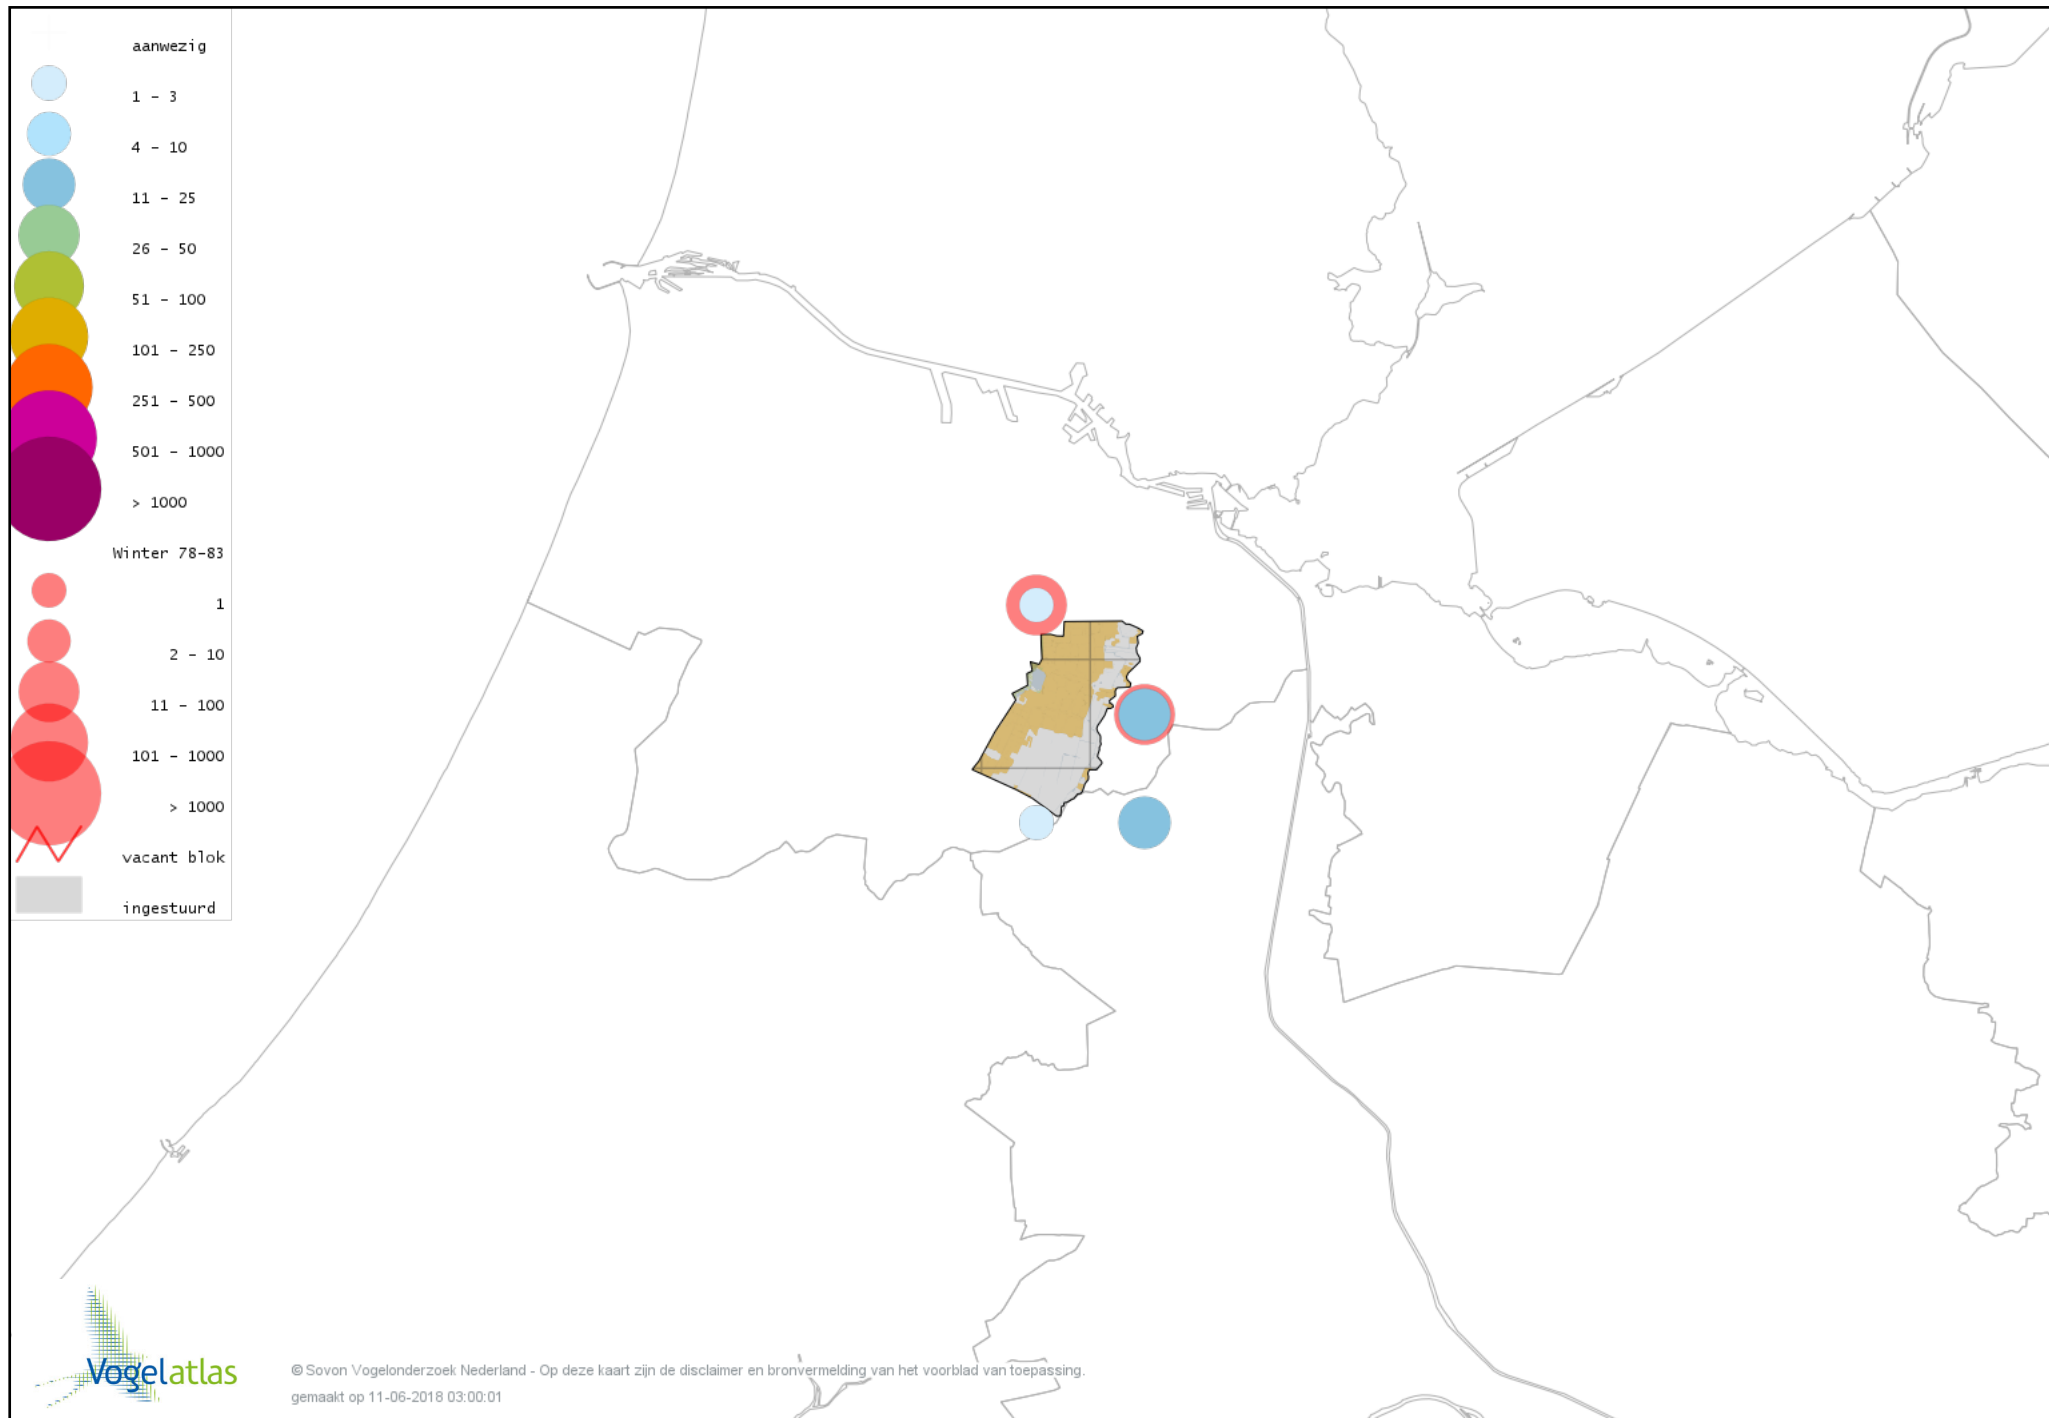 aanwezig
1 - 3
4 - 10
11 - 25
26 - 50
51 - 100
101 - 250
251 - 500
501 - 1000
> 1000
Winter 78-83
1
2 - 10
11 - 100
101 - 1000
> 1000
vacant blok
ingestuurd
Vogelatlas
© Sovon Vogelonderzoek Nederland - Op deze kaart zijn de disclaimer en bronvermelding van het voorblad van toepassing.
gemaakt op 11-06-2018 03:00:01